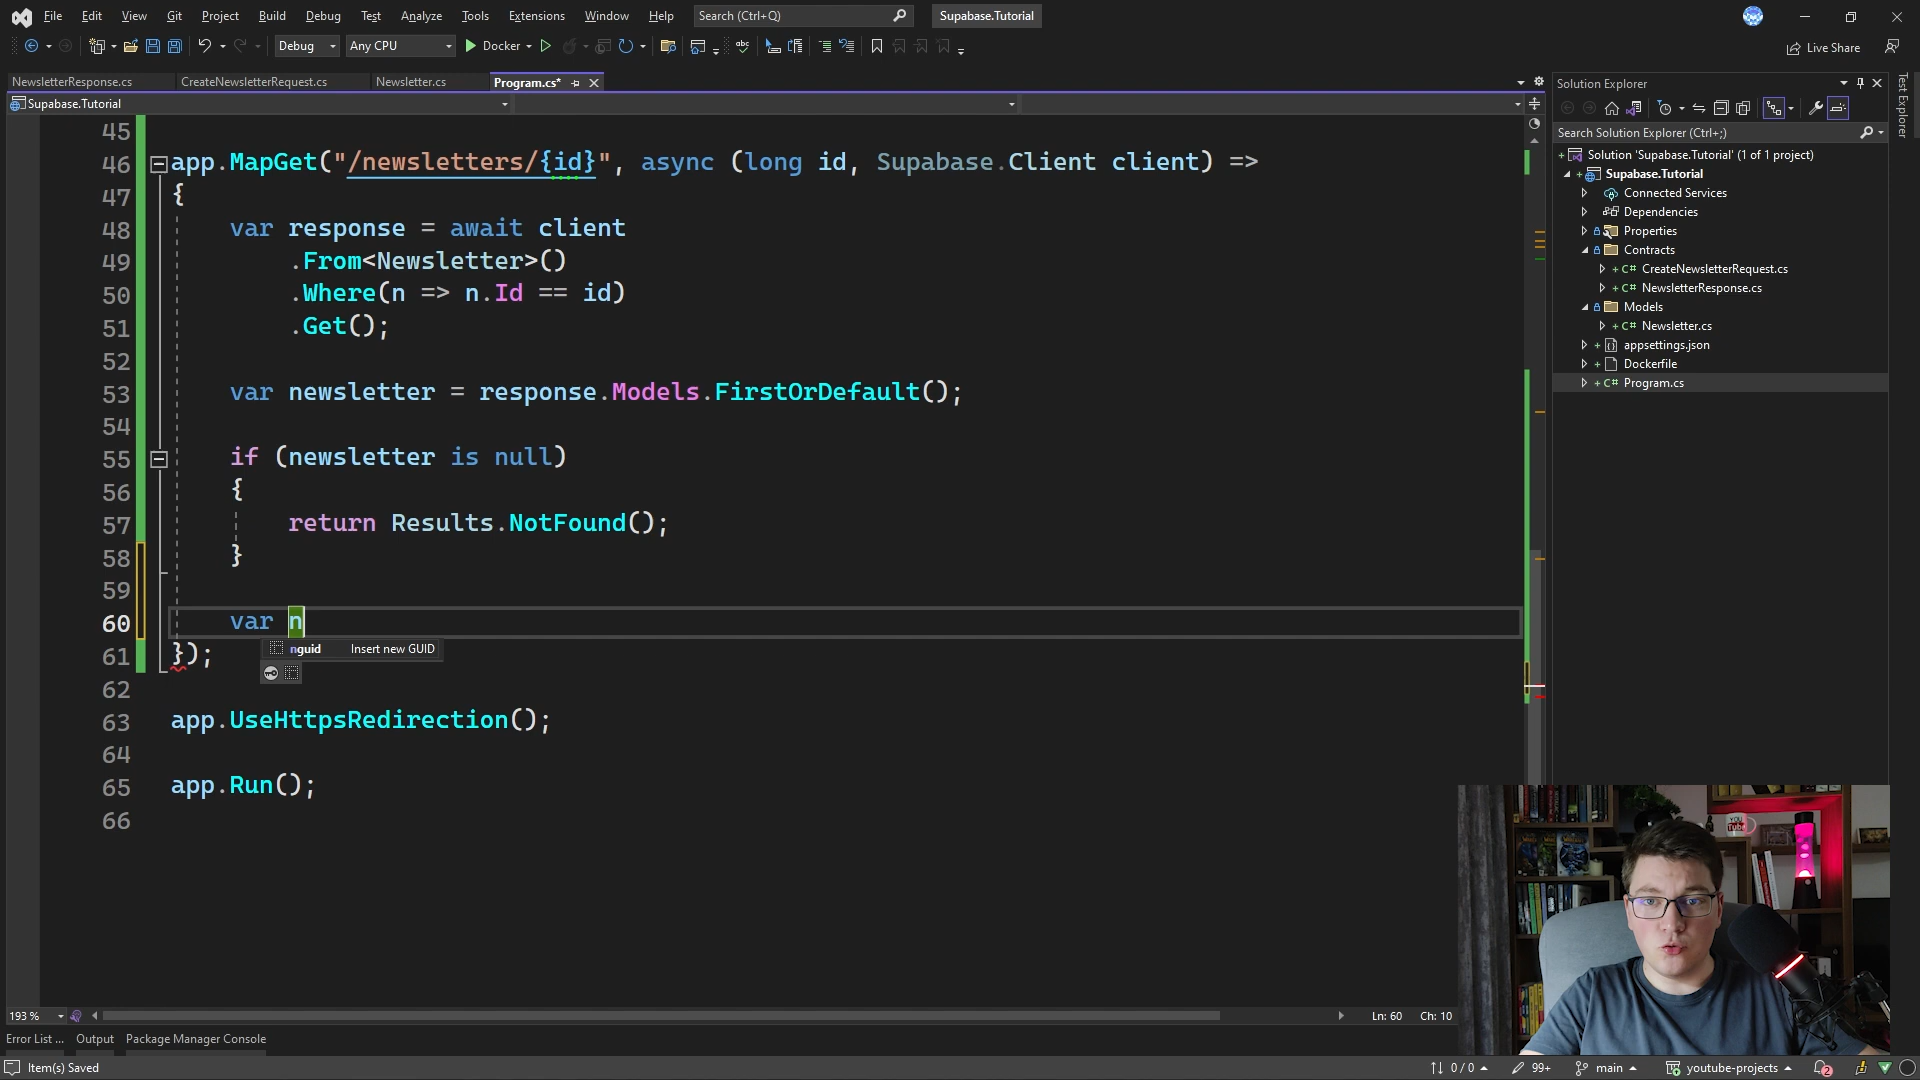 File Edit View Git Project Build Debug Test Analyze Tools Extensions Window Help Search (Ctrl+Q) Supabase.Tutorial
Debug Any CPU Docker Live Share
NewsletterResponse.cs CreateNewsletterRequest.cs Newsletter.cs Program.cs*
Supabase.Tutorial
45
46 app.MapGet("/newsletters/{id}", async (long id, Supabase.Client client) =>
47 {
48 var response = await client
49 .From<Newsletter>()
50 .Where(n => n.Id == id)
51 .Get();
52
53 var newsletter = response.Models.FirstOrDefault();
54
55 if (newsletter is null)
56 {
57 return Results.NotFound();
58 }
59
60 var n
nguid Insert new GUID
61 });
62
63 app.UseHttpsRedirection();
64
65 app.Run();
66
Solution Explorer
Search Solution Explorer (Ctrl+;)
Solution 'Supabase.Tutorial' (1 of 1 project)
Supabase.Tutorial
Connected Services
Dependencies
Properties
Contracts
C# CreateNewsletterRequest.cs
C# NewsletterResponse.cs
Models
C# Newsletter.cs
appsettings.json
Dockerfile
C# Program.cs
Test Explorer
YOU
Tube
193 % Ln: 60 Ch: 10
Error List ... Output Package Manager Console
Item(s) Saved 0 / 0 99+ main youtube-projects 2